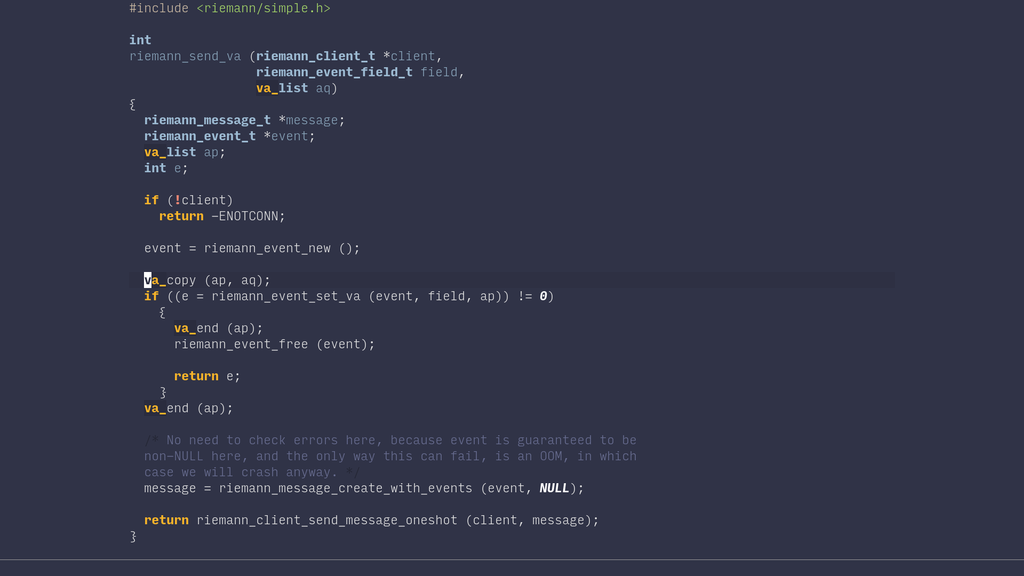 #include <riemann/simple.h>
int
riemann_send_va (riemann_client_t *client,
riemann_event_field_t field,
va_list aq)
{
riemann_message_t *message;
riemann_event_t *event;
va_list ap;
int e;
if (!client)
return -ENOTCONN;
event = riemann_event_new ();
va_copy (ap, aq);
if ((e = riemann_event_set_va (event, field, ap)) != 0)
{
va_end (ap);
riemann_event_free (event);
return e;
}
va_end (ap);
/* No need to check errors here, because event is guaranteed to be
non-NULL here, and the only way this can fail, is an OOM, in which
case we will crash anyway. */
message = riemann_message_create_with_events (event, NULL);
return riemann_client_send_message_oneshot (client, message);
}